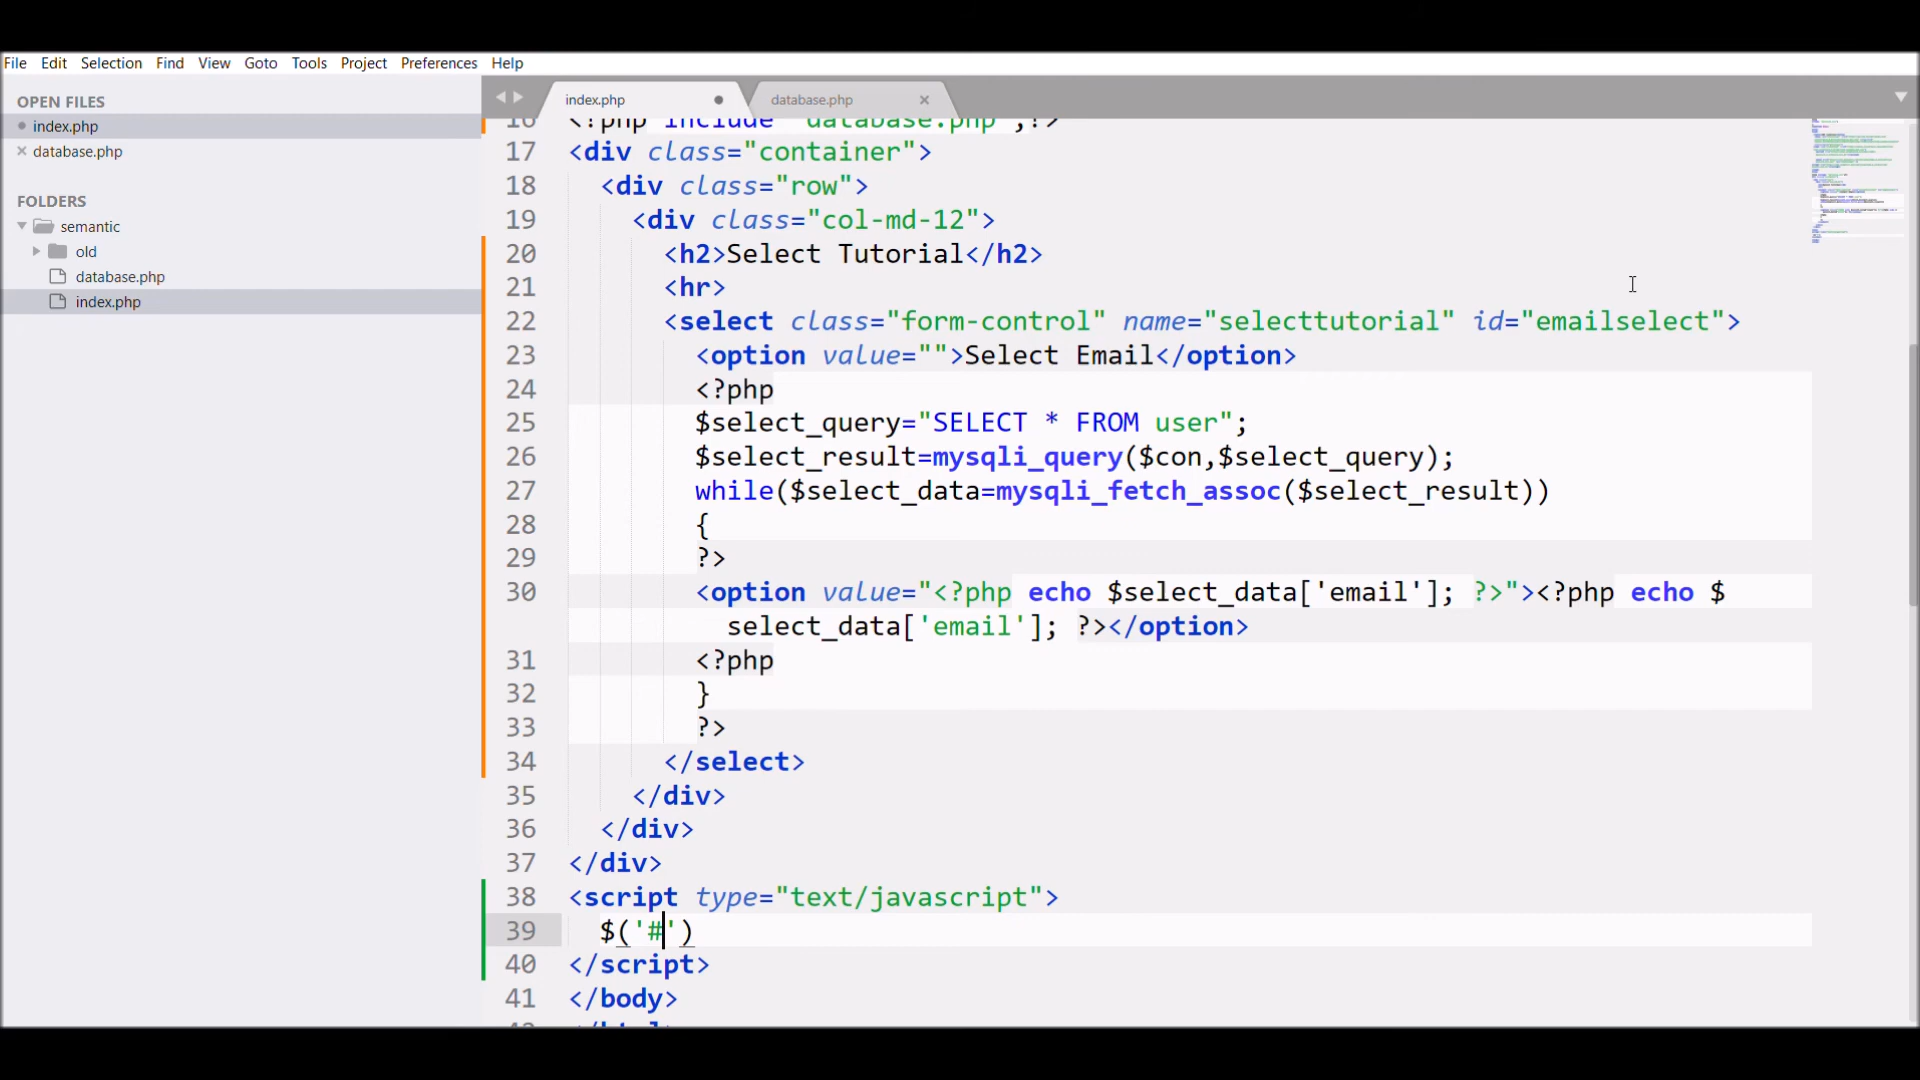 File Edit Selection Find View Goto Tools Project Preferences Help
OPEN FILES
index.php
database.php
FOLDERS
semantic
old
database.php
index.php
index.php
database.php
16 <?php include "database.php";?>
17 <div class="container">
18 <div class="row">
19 <div class="col-md-12">
20 <h2>Select Tutorial</h2>
21 <hr>
22 <select class="form-control" name="selecttutorial" id="emailselect">
23 <option value="">Select Email</option>
24 <?php
25 $select_query="SELECT * FROM user";
26 $select_result=mysqli_query($con,$select_query);
27 while($select_data=mysqli_fetch_assoc($select_result))
28 {
29 ?>
30 <option value="<?php echo $select_data['email']; ?>"><?php echo $
select_data['email']; ?></option>
31 <?php
32 }
33 ?>
34 </select>
35 </div>
36 </div>
37 </div>
38 <script type="text/javascript">
39 $('#')
40 </script>
41 </body>